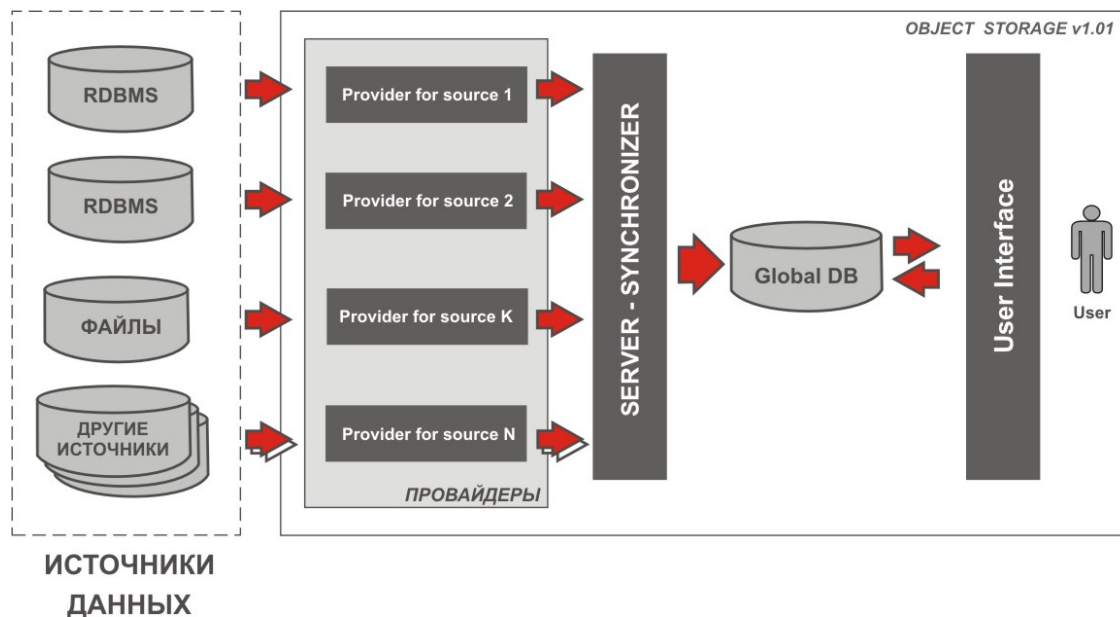 OBJECT STORAGE v1.01
RDBMS
RDBMS
ФАЙЛЫ
ДРУГИЕ
ИСТОЧНИКИ
ИСТОЧНИКИ
ДАННЫХ
Provider for source 1
Provider for source 2
Provider for source K
Provider for source N
ПРОВАЙДЕРЫ
SERVER - SYNCHRONIZER
Global DB
User Interface
User